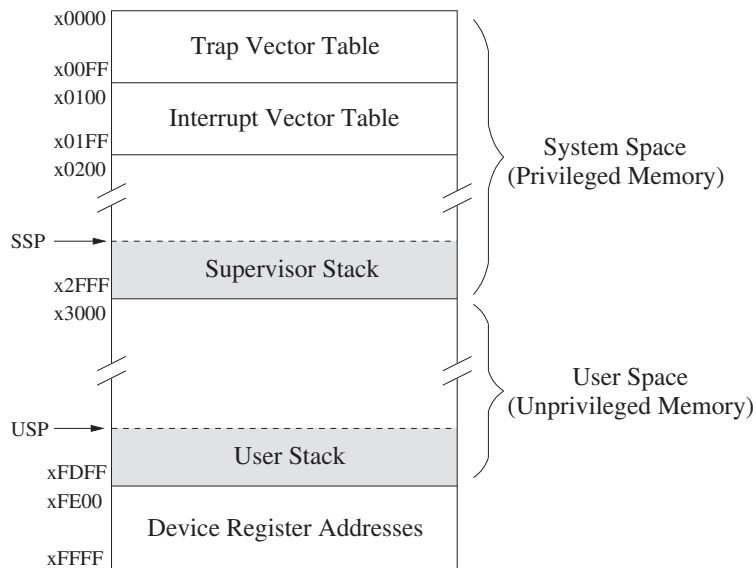 x0000
Trap Vector Table
x00FF
x0100
Interrupt Vector Table
x01FF
x0200
System Space
(Privileged Memory)
SSP
Supervisor Stack
x2FFF
x3000
User Space
(Unprivileged Memory)
USP
User Stack
xFDFF
xFE00
Device Register Addresses
xFFFF